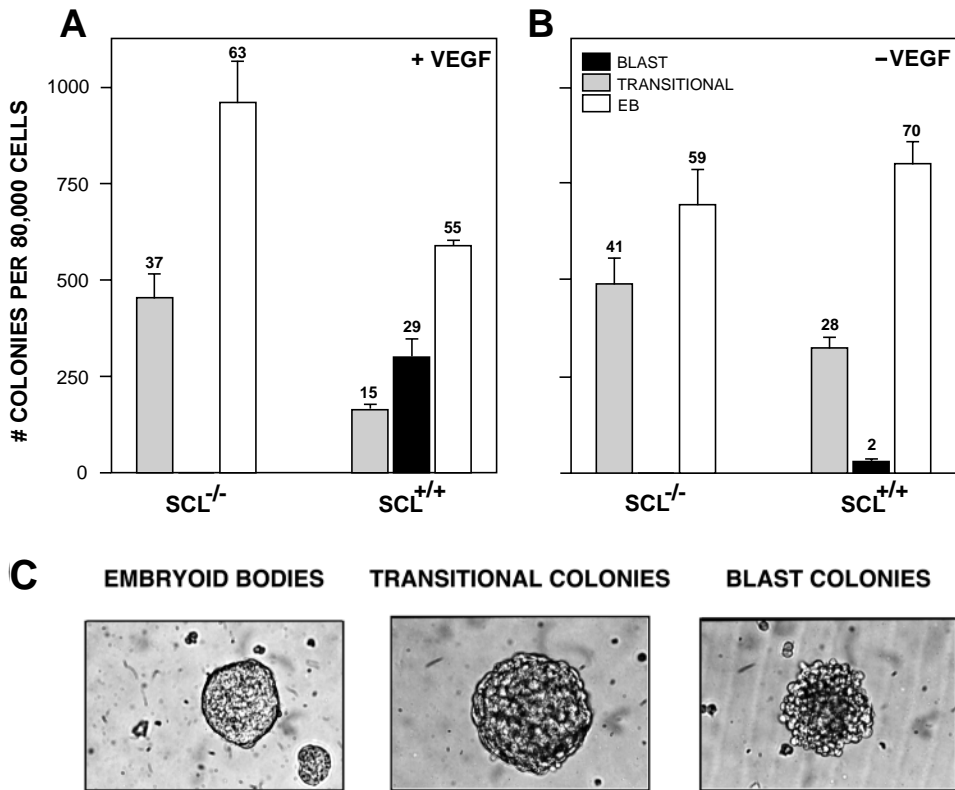 A
+ VEGF
63
37
15
29
55
1000
750
500
250
0
# COLONIES PER 80,000 CELLS
SCL-/-
SCL+/+
B
−VEGF
BLAST
TRANSITIONAL
EB
41
59
28
2
70
SCL-/-
SCL+/+
C
EMBRYOID BODIES
TRANSITIONAL COLONIES
BLAST COLONIES